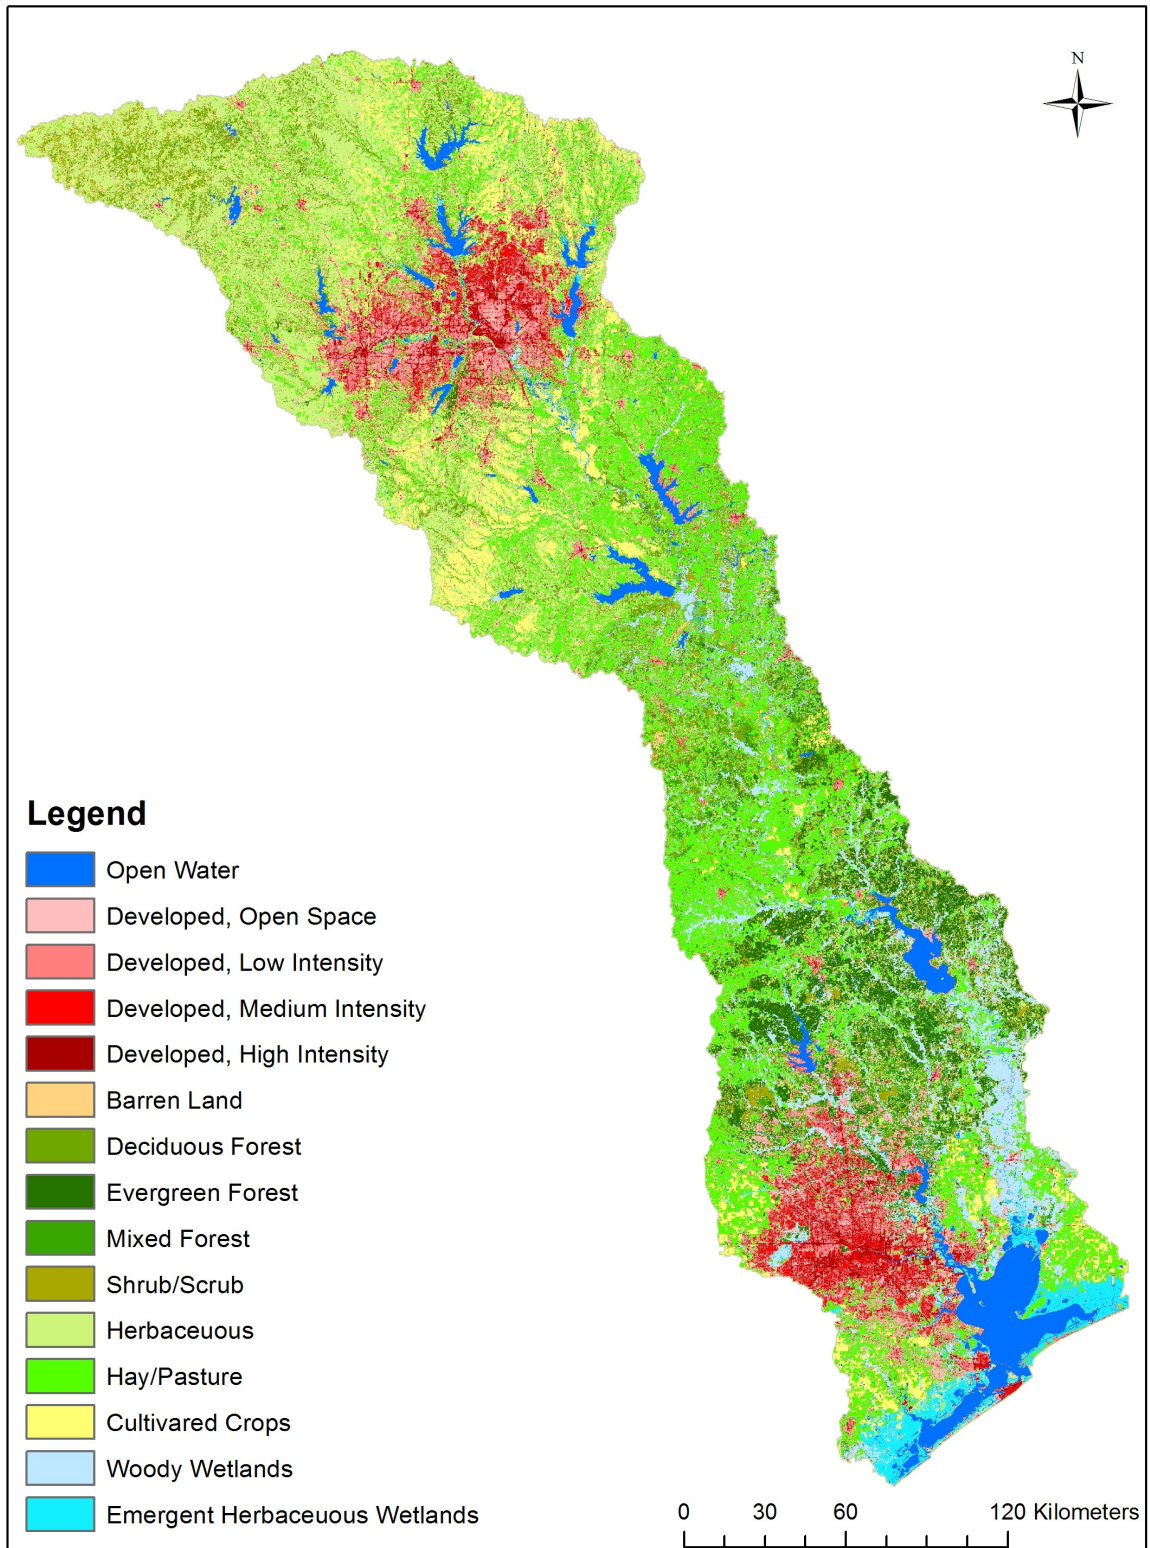 N
Legend
Open Water
Developed, Open Space
Developed, Low Intensity
Developed, Medium Intensity
Developed, High Intensity
Barren Land
Deciduous Forest
Evergreen Forest
Mixed Forest
Shrub/Scrub
Herbaceuous
Hay/Pasture
Cultivared Crops
Woody Wetlands
Emergent Herbaceuous Wetlands
0 30 60 120 Kilometers